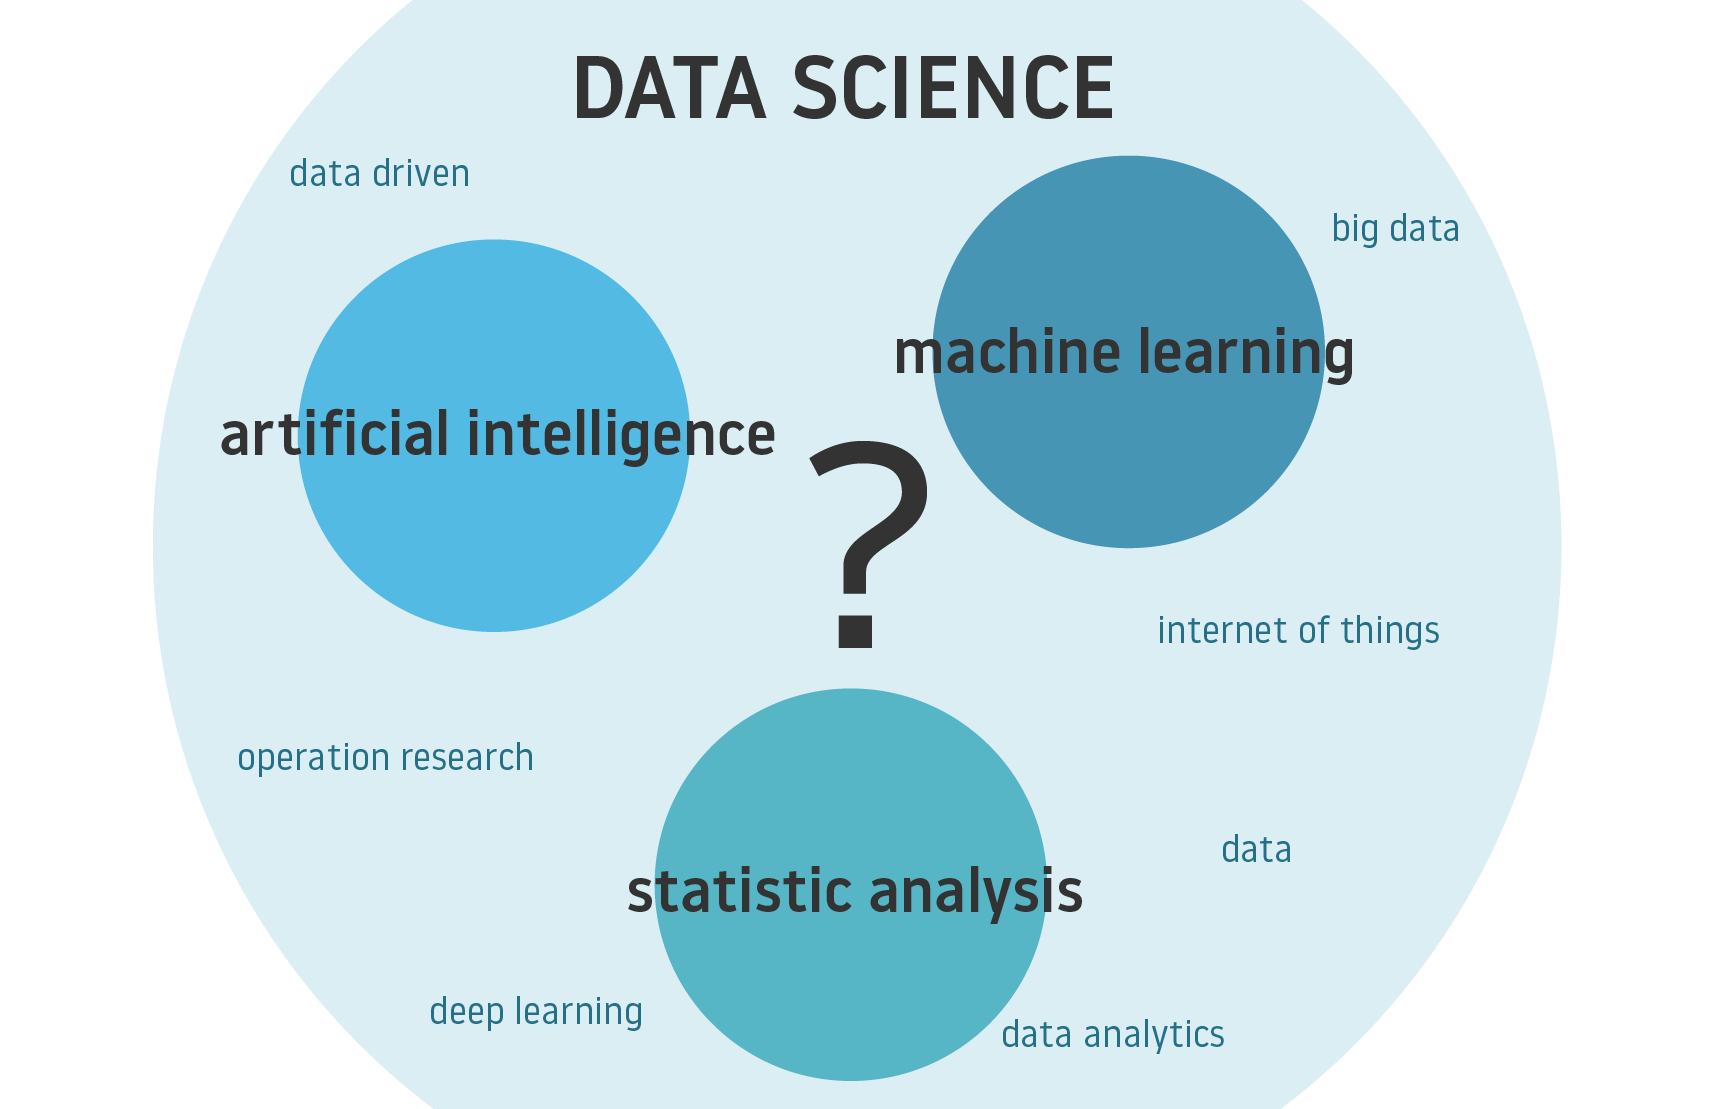 DATA SCIENCE
data driven
big data
machine learning
artificial intelligence
?
internet of things
operation research
data
statistic analysis
deep learning
data analytics